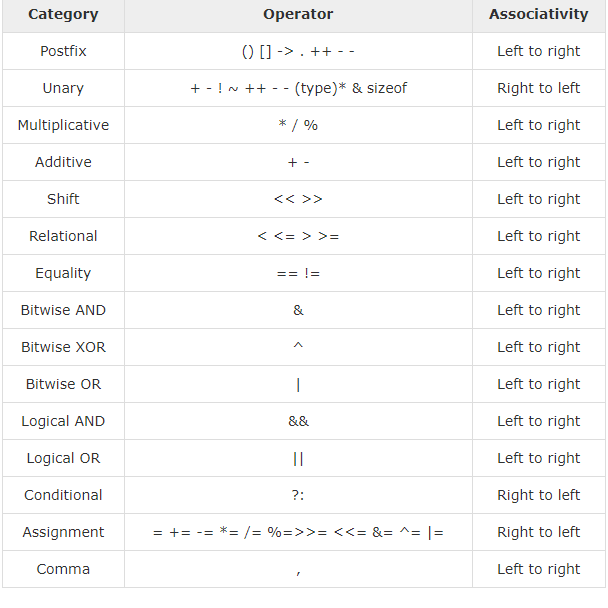 Category Operator Associativity
Postfix () [] -> . ++ - - Left to right
Unary + - ! ~ ++ - - (type)* & sizeof Right to left
Multiplicative * / % Left to right
Additive + - Left to right
Shift << >> Left to right
Relational < <= > >= Left to right
Equality == != Left to right
Bitwise AND & Left to right
Bitwise XOR ^ Left to right
Bitwise OR | Left to right
Logical AND && Left to right
Logical OR || Left to right
Conditional ?: Right to left
Assignment = += -= *= /= %=>>= <<= &= ^= |= Right to left
Comma , Left to right